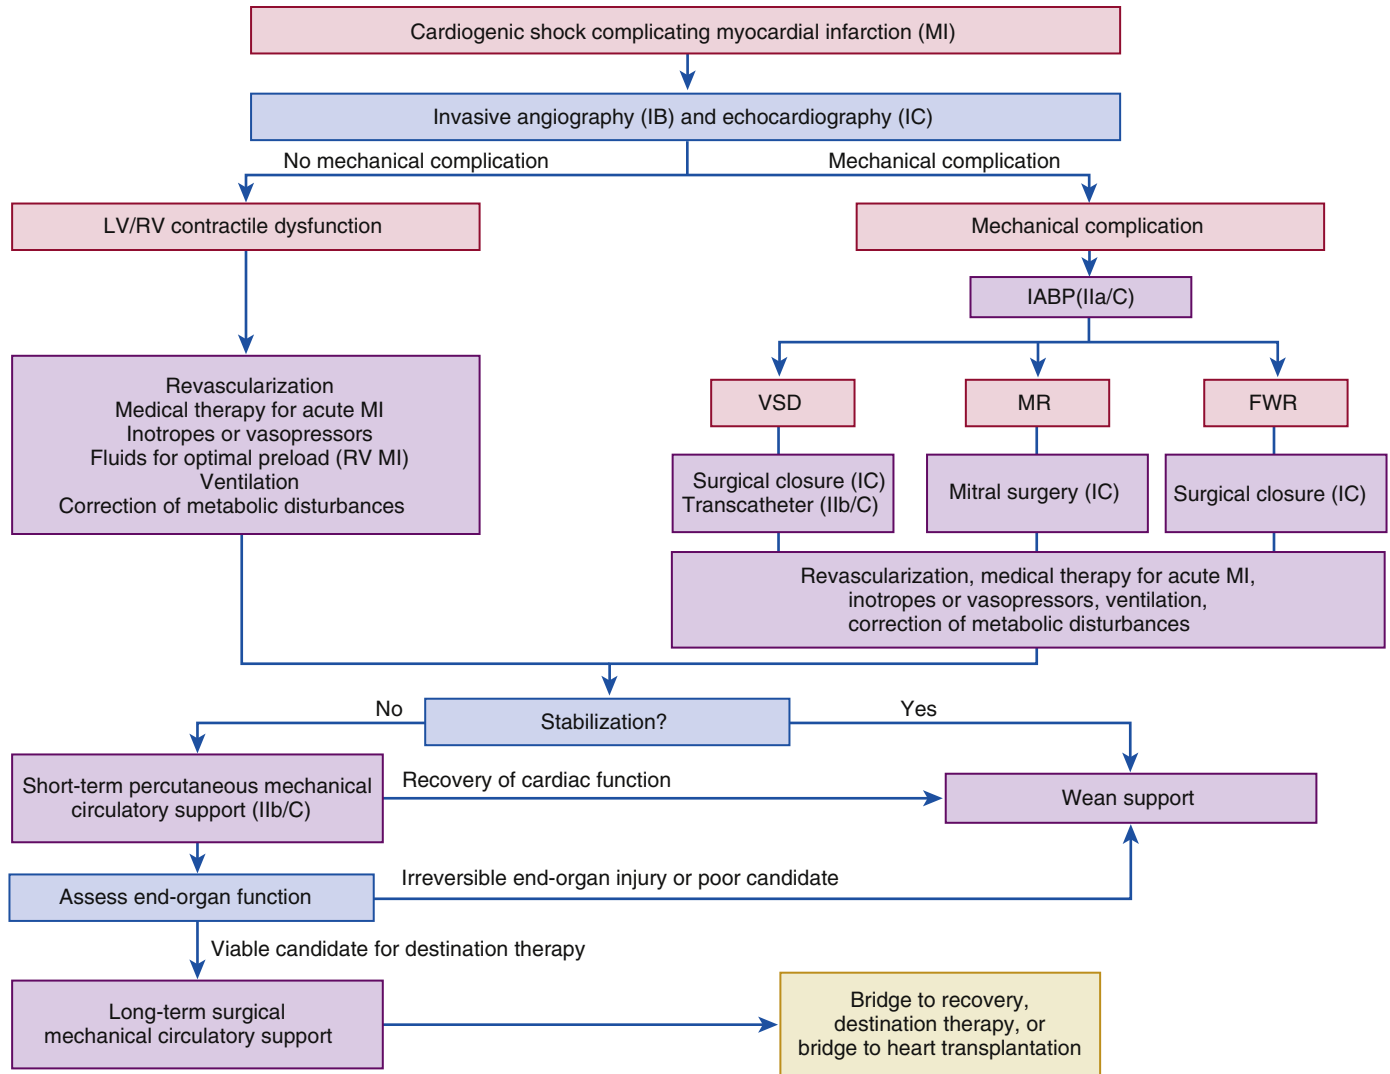 Cardiogenic shock complicating myocardial infarction (MI)
Invasive angiography (IB) and echocardiography (IC)
No mechanical complication
Mechanical complication
LV/RV contractile dysfunction
Mechanical complication
IABP(IIa/C)
Revascularization
Medical therapy for acute MI
Inotropes or vasopressors
Fluids for optimal preload (RV MI)
Ventilation
Correction of metabolic disturbances
VSD
MR
FWR
Surgical closure (IC)
Transcatheter (IIb/C)
Mitral surgery (IC)
Surgical closure (IC)
Revascularization, medical therapy for acute MI,
inotropes or vasopressors, ventilation,
correction of metabolic disturbances
Stabilization?
No
Yes
Short-term percutaneous mechanical
circulatory support (IIb/C)
Recovery of cardiac function
Wean support
Assess end-organ function
Irreversible end-organ injury or poor candidate
Viable candidate for destination therapy
Long-term surgical
mechanical circulatory support
Bridge to recovery,
destination therapy, or
bridge to heart transplantation